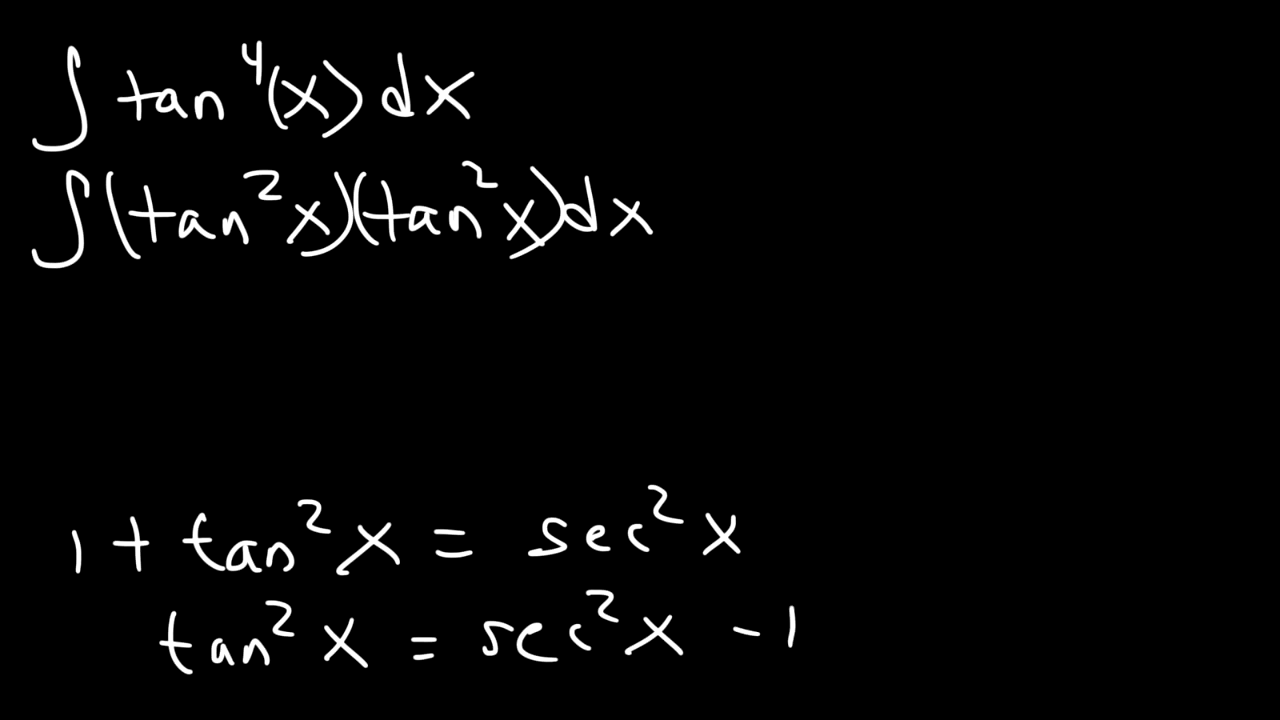 ∫ tan⁴(x) dx
∫(tan²x)(tan²x)dx
1 + tan²x = sec²x
tan²x = sec²x - 1